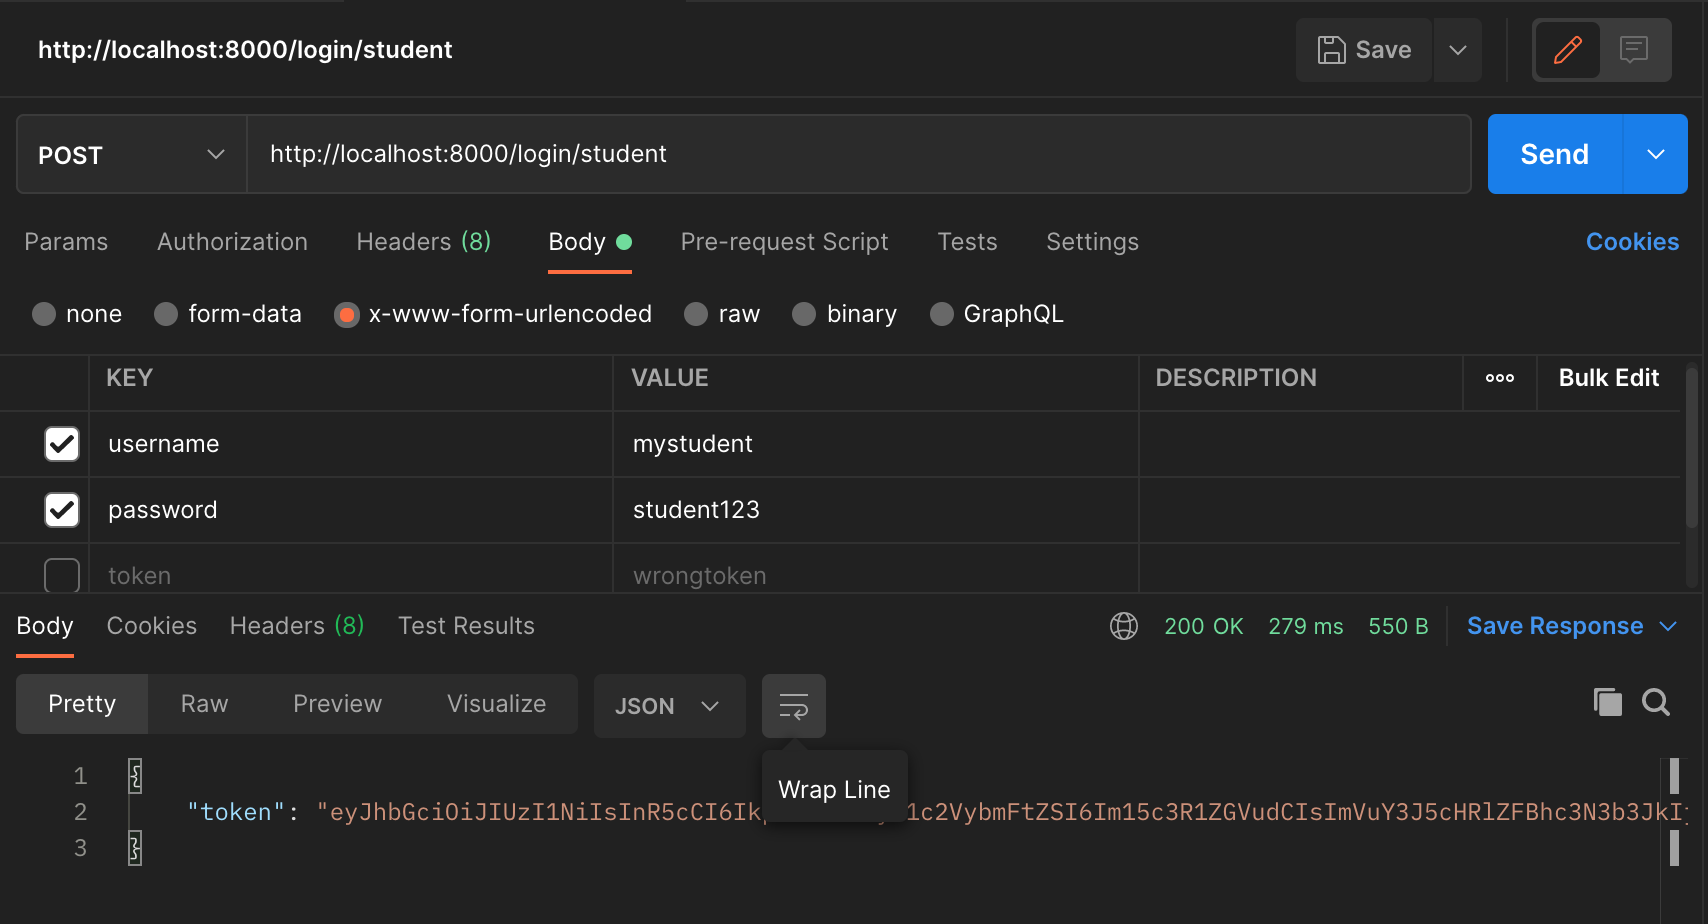 http://localhost:8000/login/student
Save
POST
http://localhost:8000/login/student
Send
Params Authorization Headers (8) Body Pre-request Script Tests Settings Cookies
none form-data x-www-form-urlencoded raw binary GraphQL
KEY VALUE DESCRIPTION ooo Bulk Edit
username mystudent
password student123
token wrongtoken
Body Cookies Headers (8) Test Results 200 OK 279 ms 550 B Save Response
Pretty Raw Preview Visualize JSON
Wrap Line
1 {
2 "token": "eyJhbGciOiJIUzI1NiIsInR5cCI6Ik 1c2VybmFtZSI6Im15c3R1ZGVudCIsImVuY3J5cHRlZFBhc3N3b3JkIj
3 }